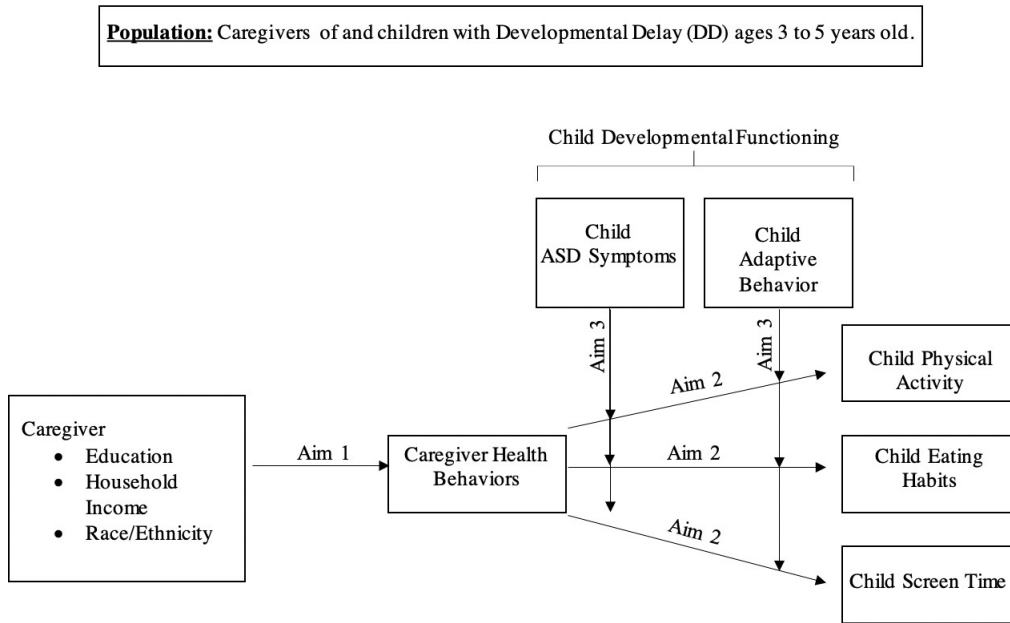 Population: Caregivers of and children with Developmental Delay (DD) ages 3 to 5 years old.
Child Developmental Functioning
Child
ASD Symptoms
Child
Adaptive
Behavior
Aim 3
Aim 3
Aim 2
Child Physical
Activity
Caregiver
• Education
• Household
Income
• Race/Ethnicity
Aim 1
Caregiver Health
Behaviors
Aim 2
Child Eating
Habits
Aim 2
Child Screen Time